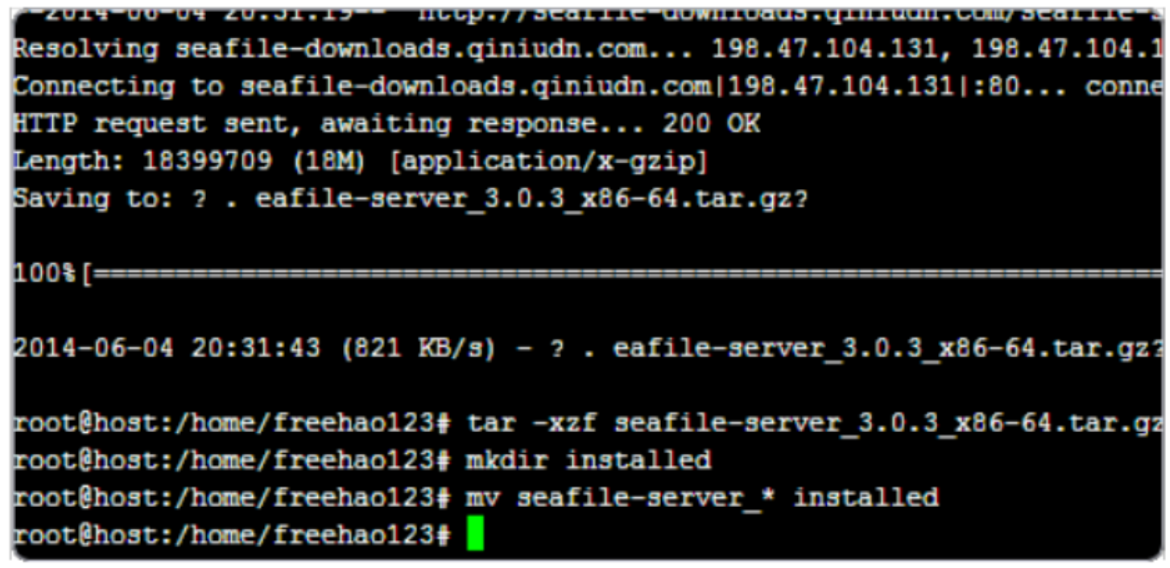 --2014-06-04 20:31:19-- http://seafile-downloads.qiniudn.com/seafile-s
Resolving seafile-downloads.qiniudn.com... 198.47.104.131, 198.47.104.1
Connecting to seafile-downloads.qiniudn.com|198.47.104.131|:80... conne
HTTP request sent, awaiting response... 200 OK
Length: 18399709 (18M) [application/x-gzip]
Saving to: ? . eafile-server_3.0.3_x86-64.tar.gz?
100%[==================================================================
2014-06-04 20:31:43 (821 KB/s) - ? . eafile-server_3.0.3_x86-64.tar.gz?
root@host:/home/freehao123# tar -xzf seafile-server_3.0.3_x86-64.tar.gz
root@host:/home/freehao123# mkdir installed
root@host:/home/freehao123# mv seafile-server_* installed
root@host:/home/freehao123#